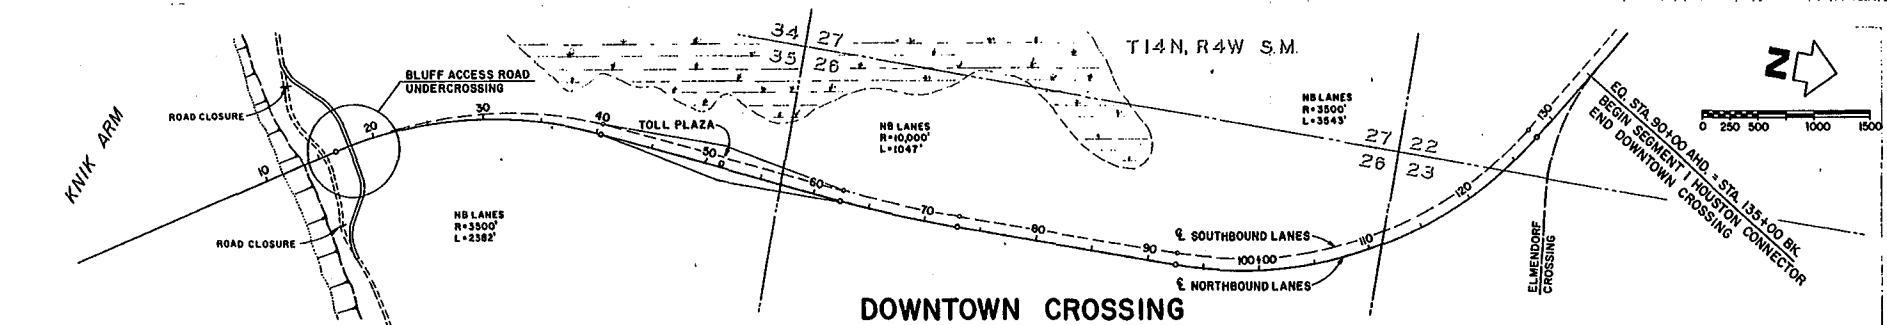 KNIK ARM
ROAD CLOSURE
ROAD CLOSURE
BLUFF ACCESS ROAD
UNDERCROSSING
10
20
30
40
TOLL PLAZA
50
60
70
80
90
100+00
110
120
130
NB LANES
R=3500'
L=2382'
NB LANES
R=10,000'
L=1047'
NB LANES
R=3500'
L=3543'
34 27
35 26
T14N, R4W S.M.
27 22
26 23
℄ SOUTHBOUND LANES
℄ NORTHBOUND LANES
ELMENDORF
CROSSING
EQ. STA. 90+00 AHD. = STA. 135+00 BK.
BEGIN SEGMENT 1 HOUSTON CONNECTOR
END DOWNTOWN CROSSING
N
0 250 500 1000 1500
DOWNTOWN CROSSING